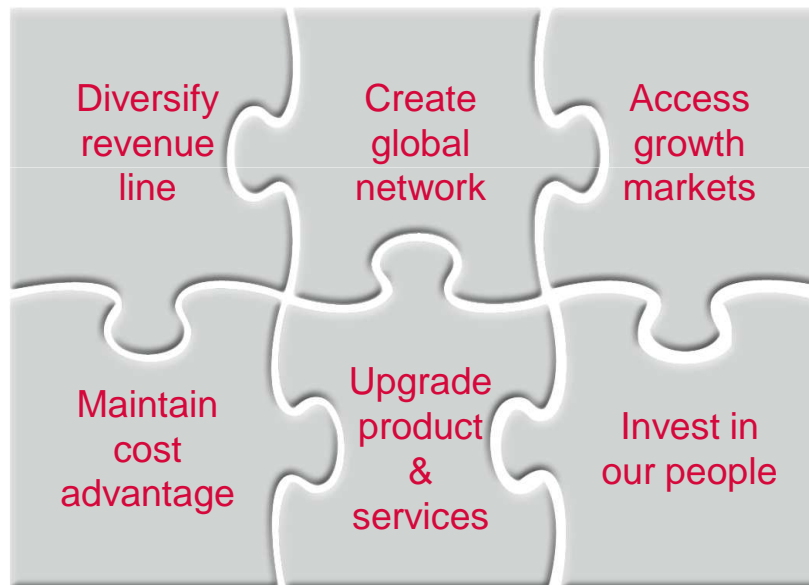 Diversify
revenue
line
Create
global
network
Access
growth
markets
Maintain
cost
advantage
Upgrade
product
&
services
Invest in
our people